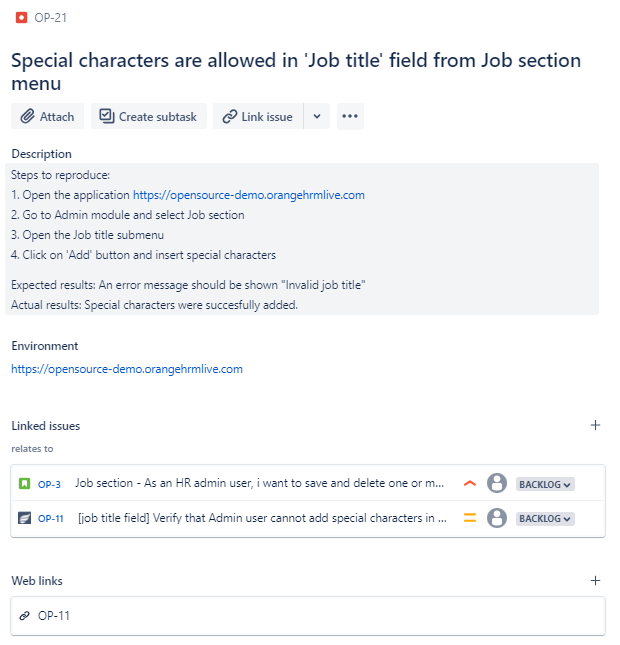 OP-21
Special characters are allowed in 'Job title' field from Job section
menu
Attach
Create subtask
Link issue
Description
Steps to reproduce:
1. Open the application https://opensource-demo.orangehrmlive.com
2. Go to Admin module and select Job section
3. Open the Job title submenu
4. Click on 'Add' button and insert special characters
Expected results: An error message should be shown "Invalid job title"
Actual results: Special characters were succesfully added.
Environment
https://opensource-demo.orangehrmlive.com
Linked issues
relates to
OP-3 Job section - As an HR admin user, i want to save and delete one or m... BACKLOG
OP-11 [job title field] Verify that Admin user cannot add special characters in ... BACKLOG
Web links
OP-11